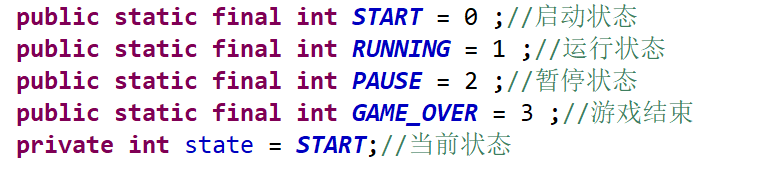 public static final int START = 0 ;//启动状态
public static final int RUNNING = 1 ;//运行状态
public static final int PAUSE = 2 ;//暂停状态
public static final int GAME_OVER = 3 ;//游戏结束
private int state = START;//当前状态